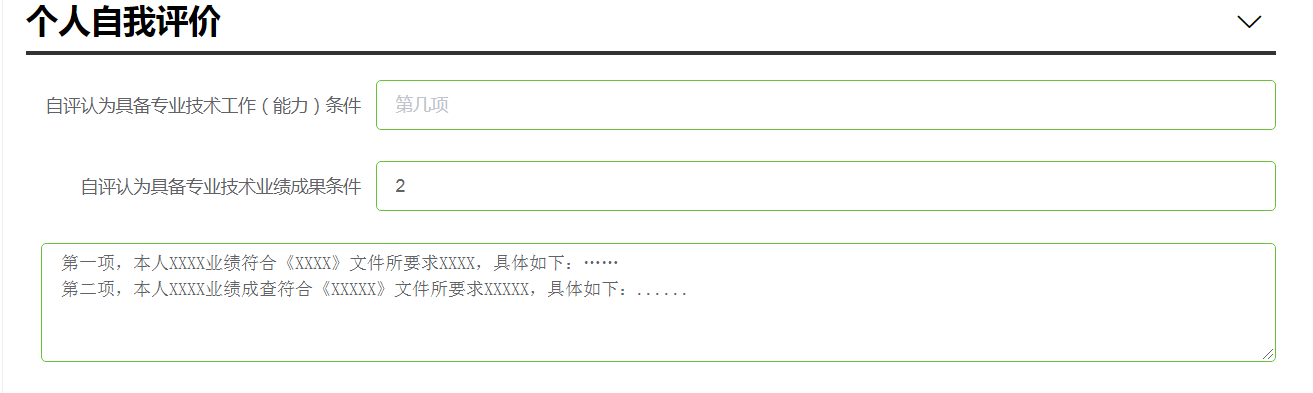 个人自我评价
自评认为具备专业技术工作（能力）条件
第几项
自评认为具备专业技术业绩成果条件
2
第一项，本人XXXX业绩符合《XXXX》文件所要求XXXX，具体如下：……
第二项，本人XXXX业绩成查符合《XXXXX》文件所要求XXXXX，具体如下：......